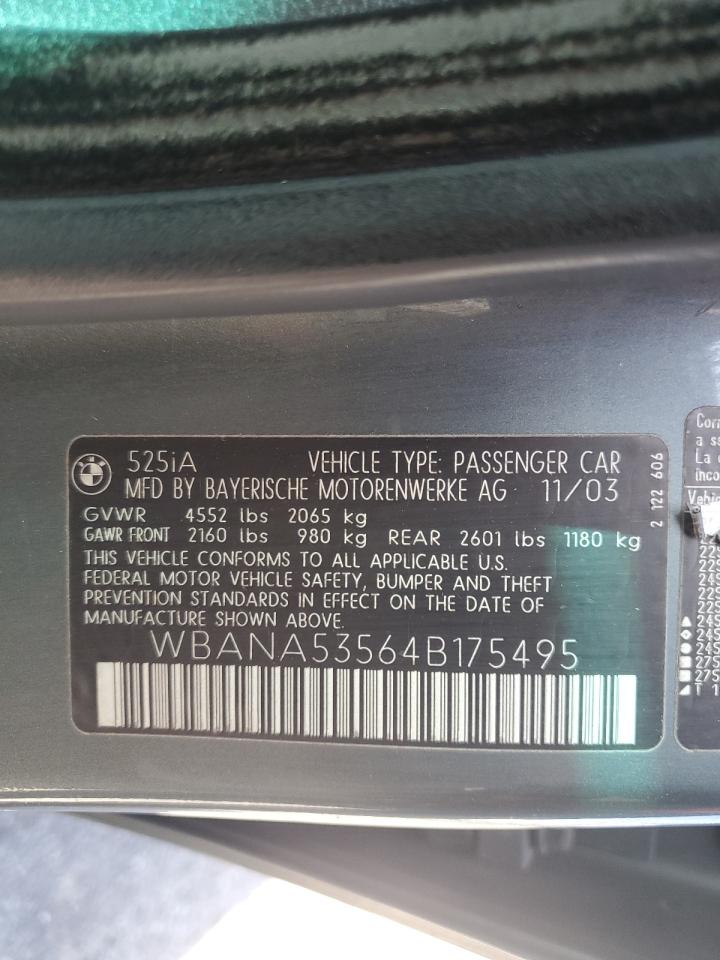 525iA VEHICLE TYPE: PASSENGER CAR
MFD BY BAYERISCHE MOTORENWERKE AG 11/03
GVWR 4552 lbs 2065 kg
GAWR FRONT 2160 lbs 980 kg REAR 2601 lbs 1180 kg
THIS VEHICLE CONFORMS TO ALL APPLICABLE U.S.
FEDERAL MOTOR VEHICLE SAFETY, BUMPER AND THEFT
PREVENTION STANDARDS IN EFFECT ON THE DATE OF
MANUFACTURE SHOWN ABOVE.
WBANA53564B175495
2 122 606
La